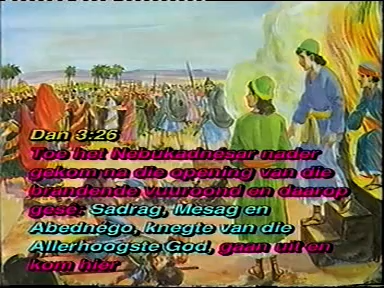 Dan 3:26
Toe het Nebukadnésar nader
gekom na die opening van die
brandende vuuroond en daarop
gesê: Sadrag, Mesag en
Abednégo, knegte van die
Allerhoogste God, gaan uit en
kom hier